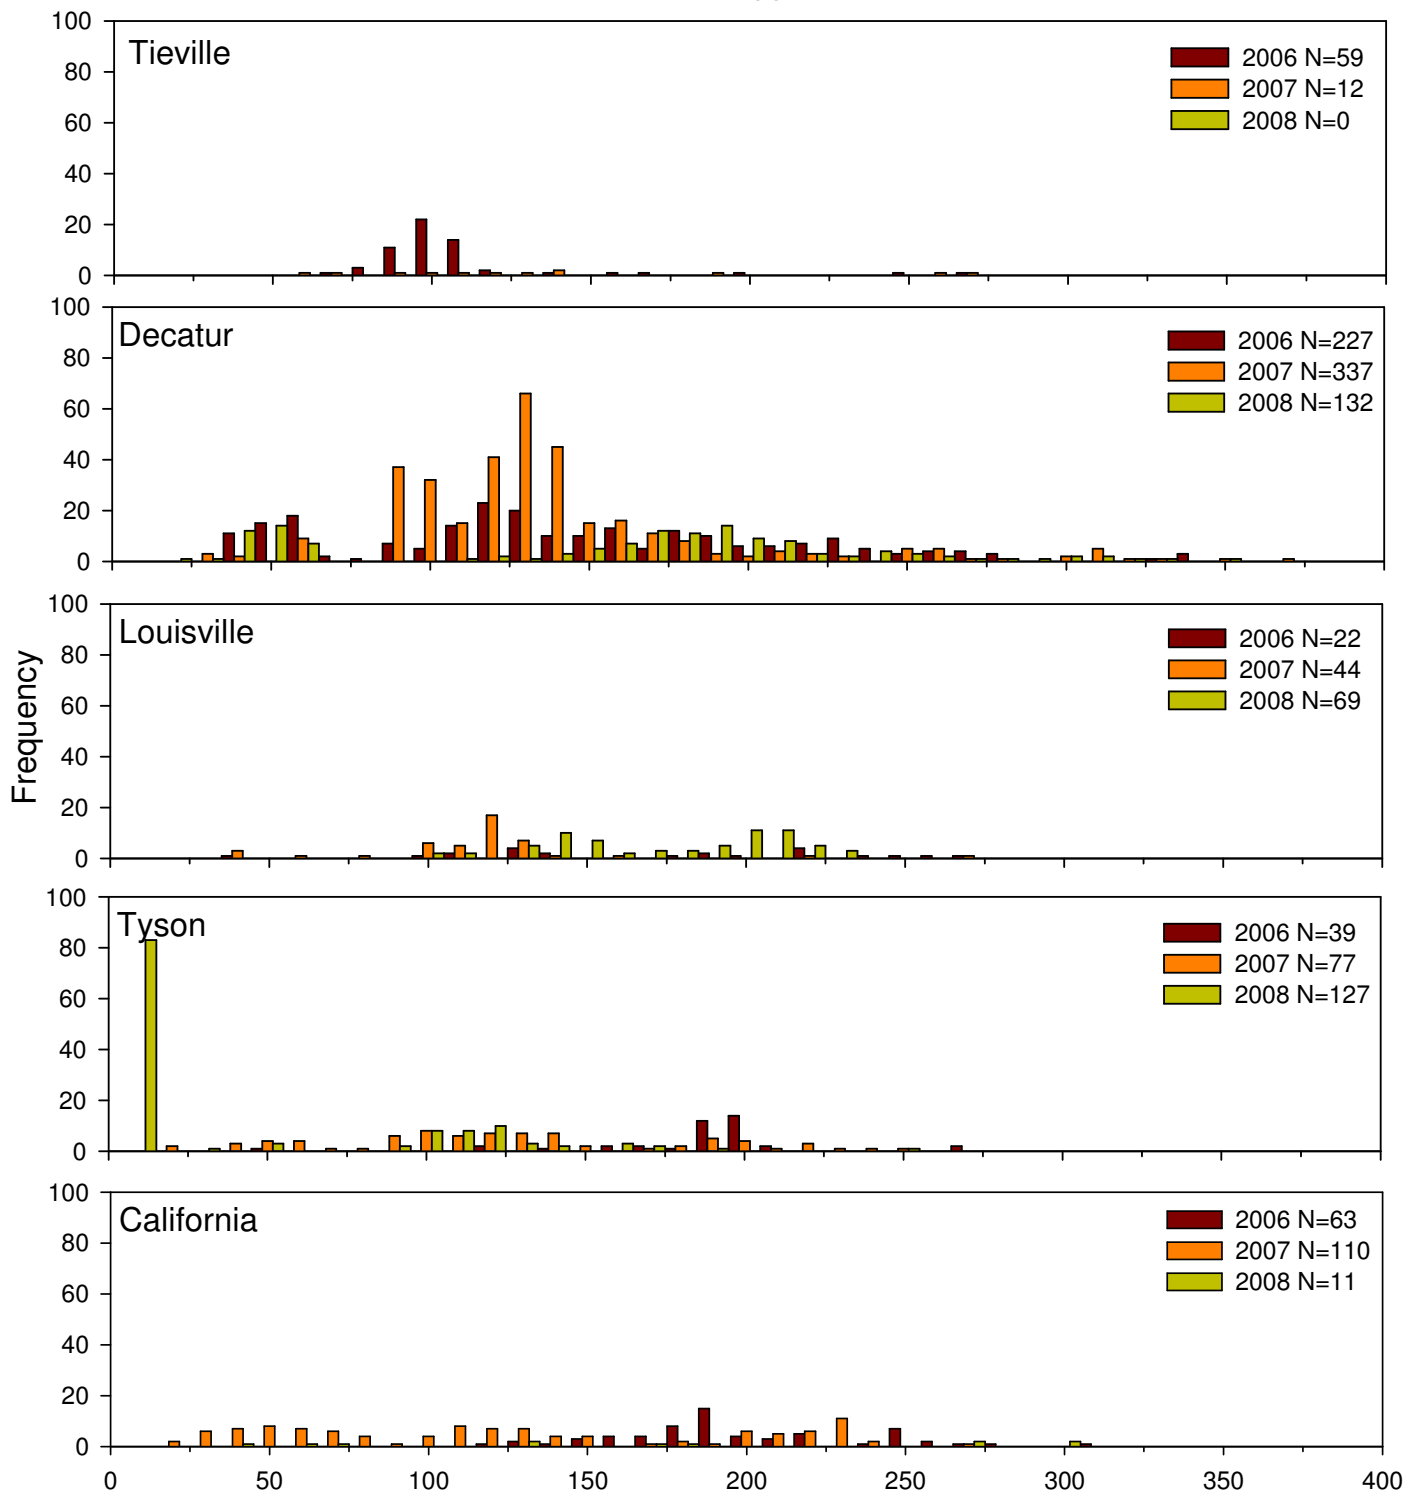 100
Tieville
80
60
40
20
0
2006 N=59
2007 N=12
2008 N=0
100
Decatur
80
60
40
20
0
2006 N=227
2007 N=337
2008 N=132
Frequency
100
Louisville
80
60
40
20
0
2006 N=22
2007 N=44
2008 N=69
100
Tyson
80
60
40
20
0
2006 N=39
2007 N=77
2008 N=127
100
California
80
60
40
20
0
2006 N=63
2007 N=110
2008 N=11
0 50 100 150 200 250 300 350 400